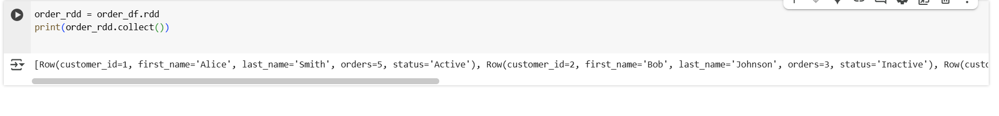 order_rdd = order_df.rdd
print(order_rdd.collect())
[Row(customer_id=1, first_name='Alice', last_name='Smith', orders=5, status='Active'), Row(customer_id=2, first_name='Bob', last_name='Johnson', orders=3, status='Inactive'), Row(custo